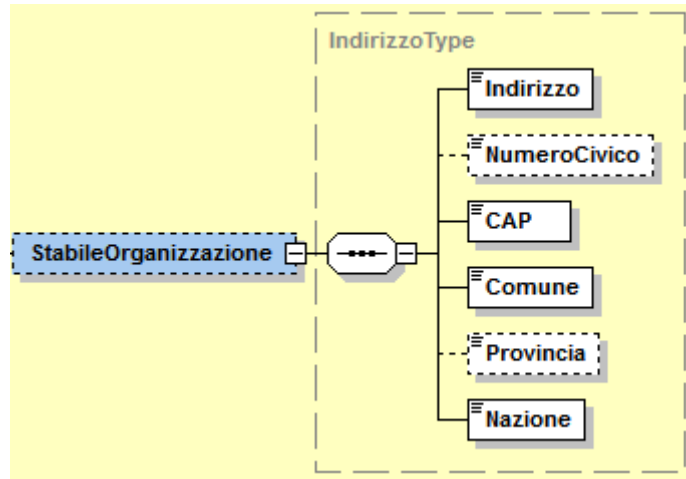 IndirizzoType
Indirizzo
NumeroCivico
CAP
StabileOrganizzazione
Comune
Provincia
Nazione